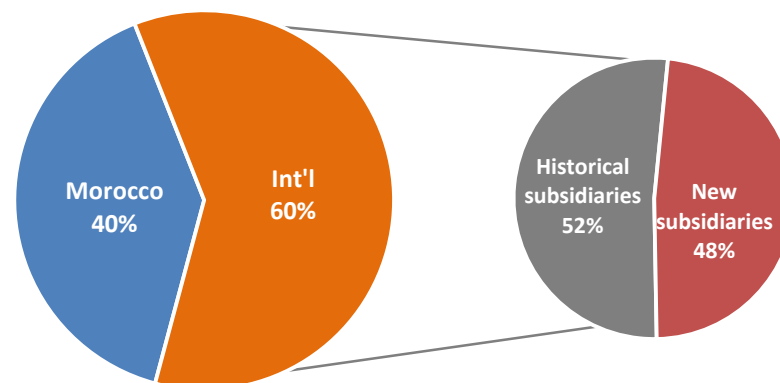 Morocco
40%
Int'l
60%
Historical
subsidiaries
52%
New
subsidiaries
48%